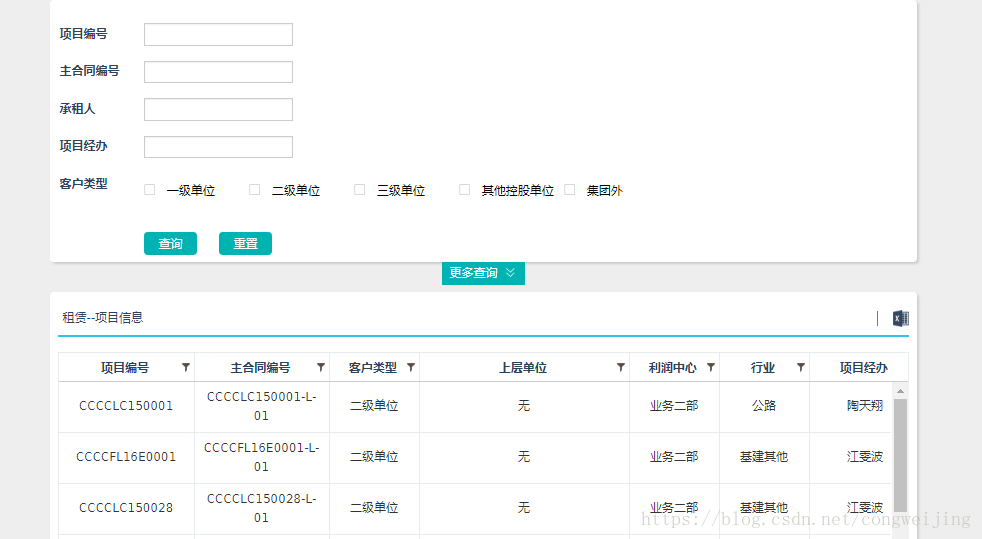 项目编号
主合同编号
承租人
项目经办
客户类型 一级单位 二级单位 三级单位 其他控股单位 集团外
查询 重置
更多查询
租赁--项目信息
项目编号 主合同编号 客户类型 上层单位 利润中心 行业 项目经办
CCCCLC150001 CCCCLC150001-L-01 二级单位 无 业务二部 公路 陶天翔
CCCCFL16E0001 CCCCFL16E0001-L-01 二级单位 无 业务二部 基建其他 江雯波
CCCCLC150028 CCCCLC150028-L-01 二级单位 无 业务二部 基建其他 江雯波
https://blog.csdn.net/congweijing